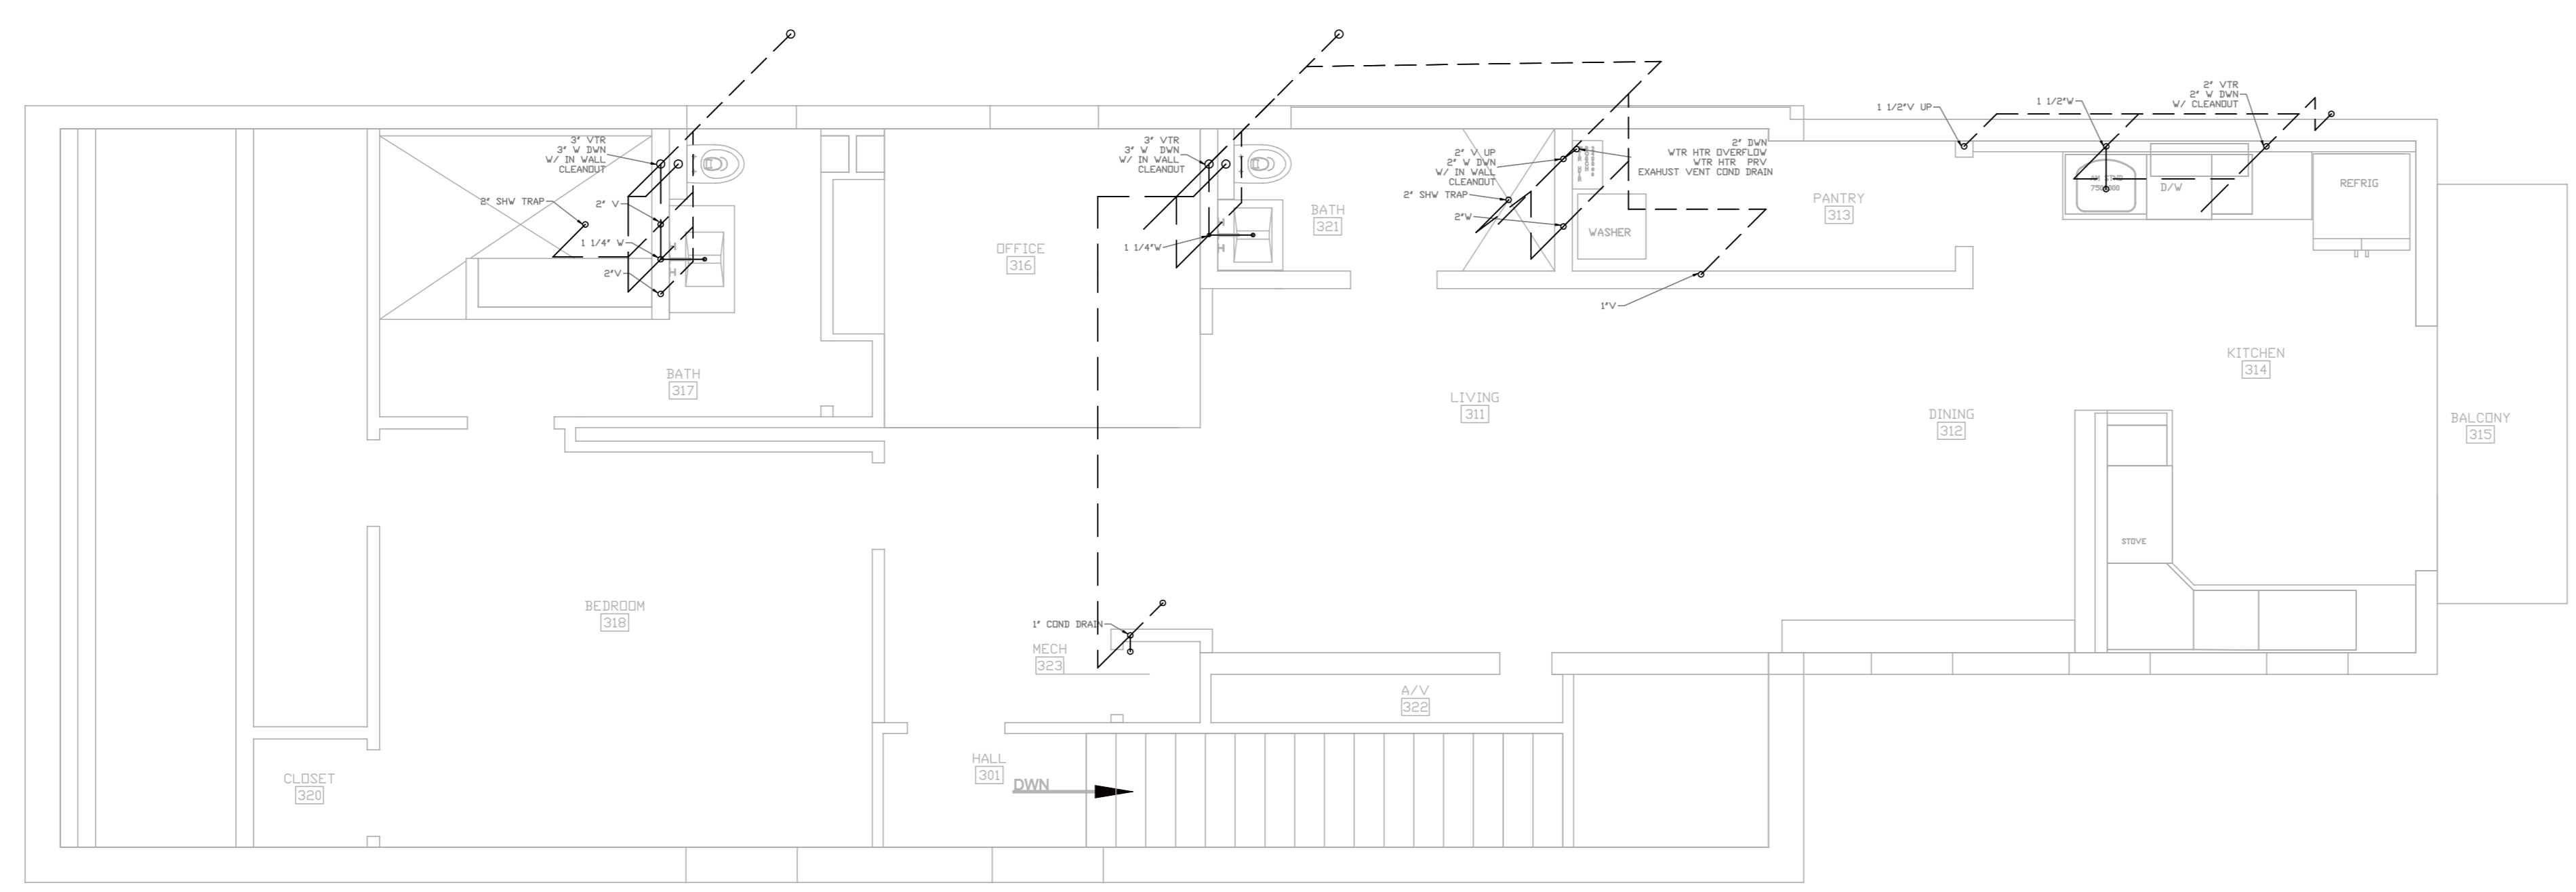 2" VTR
2" W DWN
W/ CLEANOUT
1 1/2"V UP
1 1/2"W
3" VTR
3" W DWN
W/ IN WALL
CLEANOUT
3" VTR
3" W DWN
W/ IN WALL
CLEANOUT
2" V UP
2" W DWN
W/ IN WALL
CLEANOUT
2" DWN
WTR HTR OVERFLOW
WTR HTR PRV
EXAHUST VENT COND DRAIN
2" SHW TRAP
2" V
1 1/4" W
2"V
2" SHW TRAP
2"W
1 1/4"W
WASHER
1"V
D/W
REFRIG
BATH
321
PANTRY
313
OFFICE
316
BATH
317
KITCHEN
314
LIVING
311
DINING
312
BALCONY
315
STOVE
BEDROOM
318
1" COND DRAIN
MECH
323
A/V
322
HALL
301
DWN
CLOSET
320